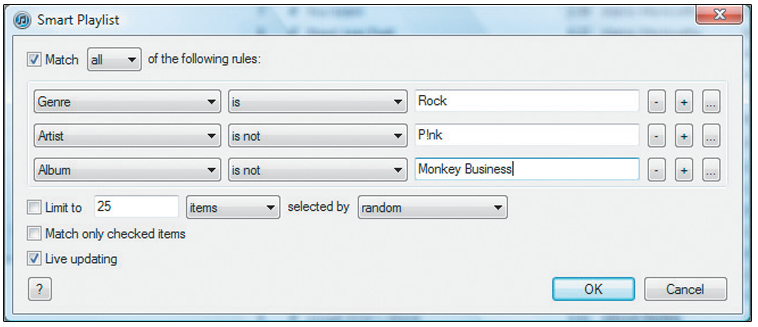 Smart Playlist
Match all of the following rules:
Genre is Rock - + ...
Artist is not P!nk - + ...
Album is not Monkey Business - + ...
Limit to 25 items selected by random
Match only checked items
Live updating
? OK Cancel